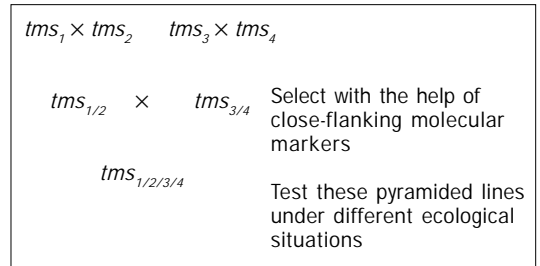 tms₁ × tms₂ tms₃ × tms₄
tms₁/₂ × tms₃/₄ Select with the help of
close-flanking molecular
markers
tms₁/₂/₃/₄
Test these pyramided lines
under different ecological
situations